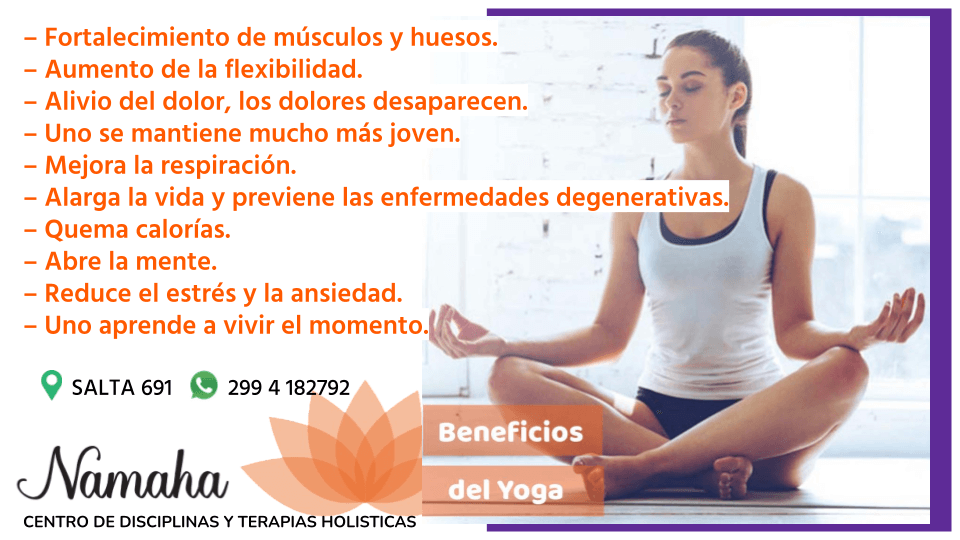 – Fortalecimiento de músculos y huesos.
– Aumento de la flexibilidad.
– Alivio del dolor, los dolores desaparecen.
– Uno se mantiene mucho más joven.
– Mejora la respiración.
– Alarga la vida y previene las enfermedades degenerativas.
– Quema calorías.
– Abre la mente.
– Reduce el estrés y la ansiedad.
– Uno aprende a vivir el momento.
SALTA 691 299 4 182792
Beneficios
del Yoga
Namaha
CENTRO DE DISCIPLINAS Y TERAPIAS HOLISTICAS